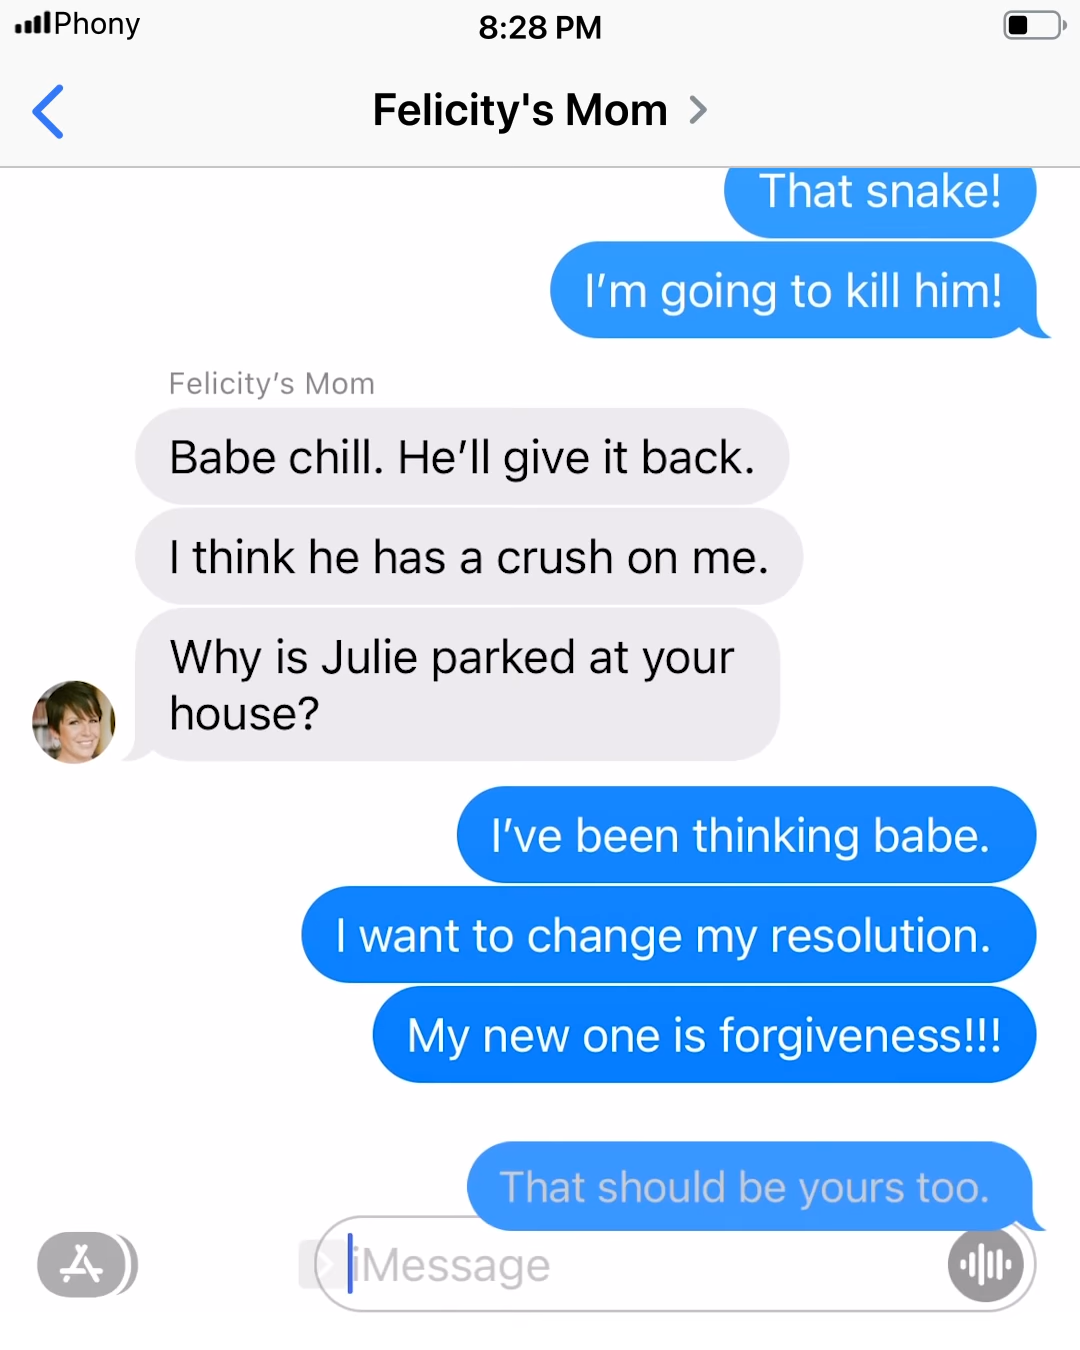 Phony
8:28 PM
Felicity's Mom
That snake!
I’m going to kill him!
Felicity’s Mom
Babe chill. He’ll give it back.
I think he has a crush on me.
Why is Julie parked at your
house?
I’ve been thinking babe.
I want to change my resolution.
My new one is forgiveness!!!
That should be yours too.
iMessage